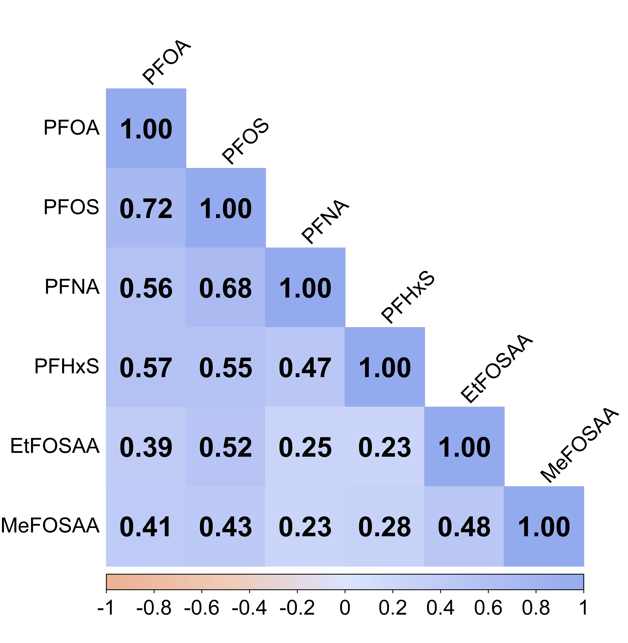 PFOA
PFOA 1.00 PFOS
PFOS 0.72 1.00 PFNA
PFNA 0.56 0.68 1.00 PFHxS
PFHxS 0.57 0.55 0.47 1.00 EtFOSAA
EtFOSAA 0.39 0.52 0.25 0.23 1.00 MeFOSAA
MeFOSAA 0.41 0.43 0.23 0.28 0.48 1.00
-1 -0.8 -0.6 -0.4 -0.2 0 0.2 0.4 0.6 0.8 1